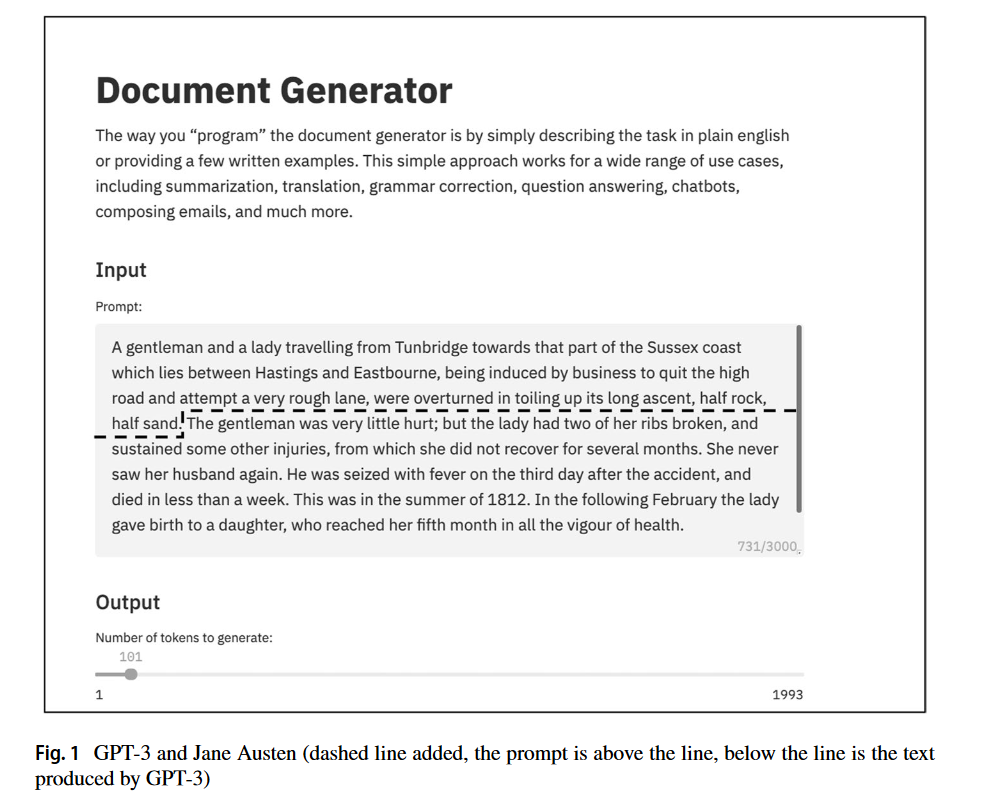 Document Generator
The way you “program” the document generator is by simply describing the task in plain english
or providing a few written examples. This simple approach works for a wide range of use cases,
including summarization, translation, grammar correction, question answering, chatbots,
composing emails, and much more.
Input
Prompt:
A gentleman and a lady travelling from Tunbridge towards that part of the Sussex coast
which lies between Hastings and Eastbourne, being induced by business to quit the high
road and attempt a very rough lane, were overturned in toiling up its long ascent, half rock,
half sand. The gentleman was very little hurt; but the lady had two of her ribs broken, and
sustained some other injuries, from which she did not recover for several months. She never
saw her husband again. He was seized with fever on the third day after the accident, and
died in less than a week. This was in the summer of 1812. In the following February the lady
gave birth to a daughter, who reached her fifth month in all the vigour of health.
731/3000
Output
Number of tokens to generate:
101
1 1993
Fig. 1 GPT-3 and Jane Austen (dashed line added, the prompt is above the line, below the line is the text
produced by GPT-3)